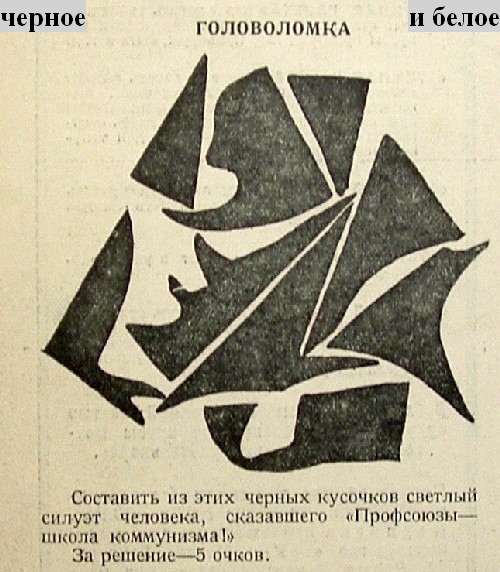 черное и белое
ГОЛОВОЛОМКА
Составить из этих черных кусочков светлый
силуэт человека, сказавшего «Профсоюзы—
школа коммунизма!»
За решение—5 очков.